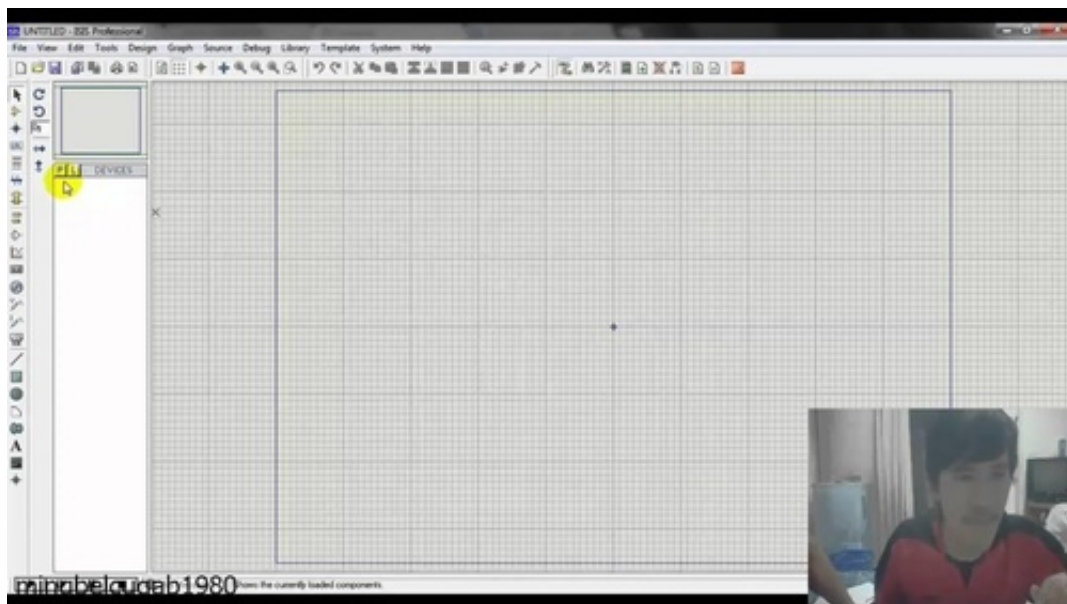 UNTITLED - ISIS Professional
File View Edit Tools Design Graph Source Debug Library Template System Help
P L DEVICES
A
Shows the currently loaded components.